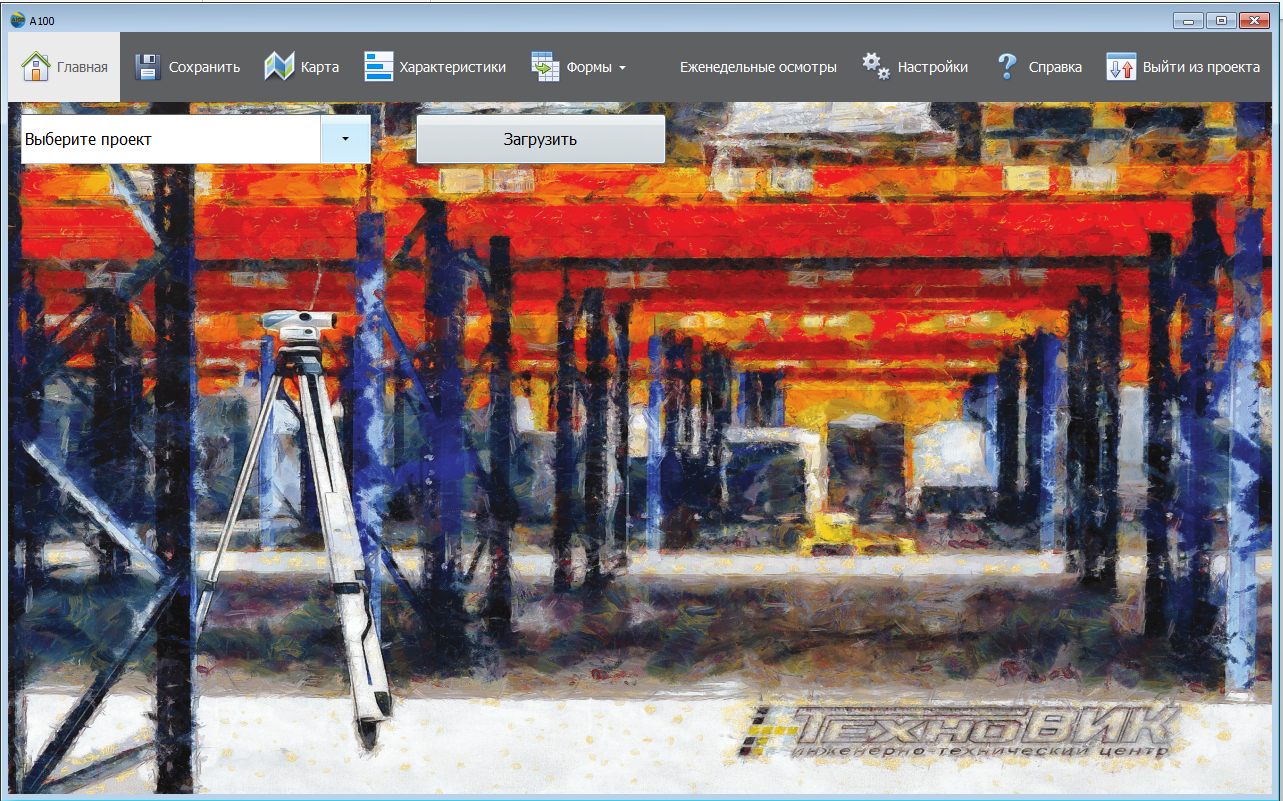 A100
Главная
Сохранить
Карта
Характеристики
Формы
Еженедельные осмотры
Настройки
Справка
Выйти из проекта
Выберите проект
Загрузить
ТехноВИК
инженерно-технический центр